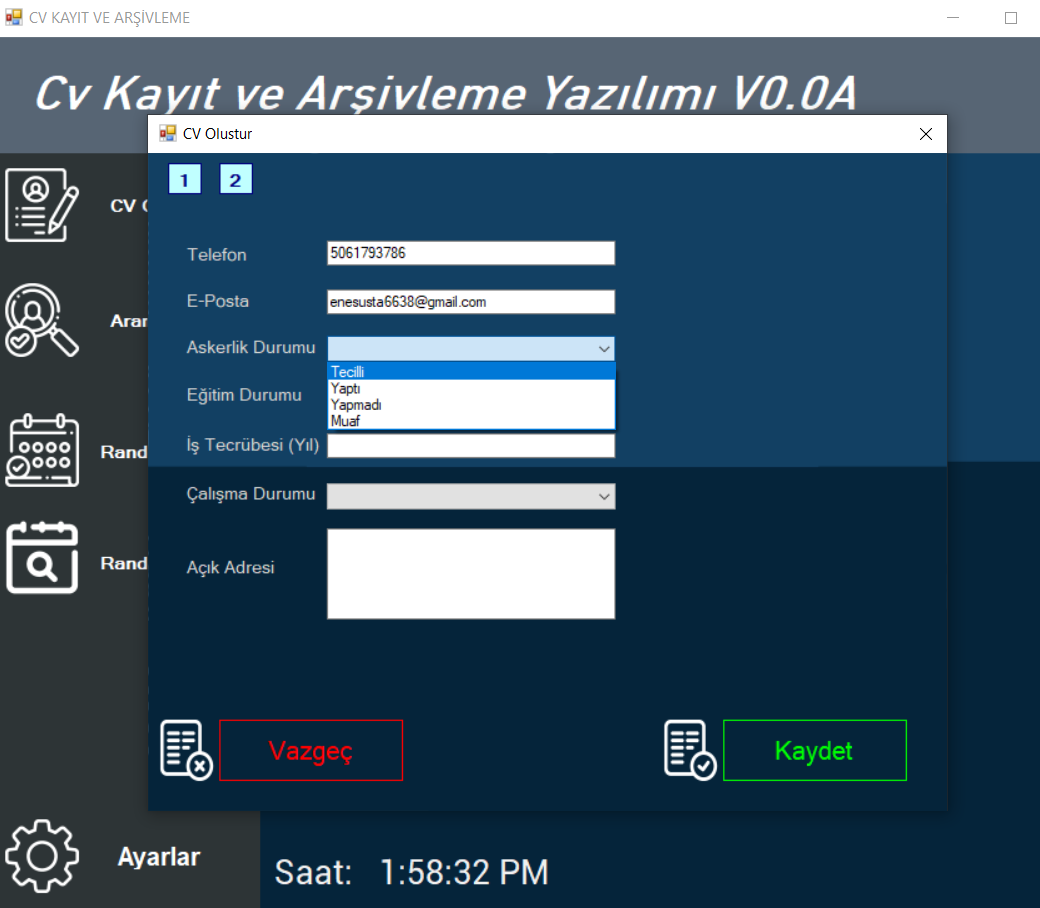 CV KAYIT VE ARŞİVLEME
Cv Kayıt ve Arşivleme Yazılımı V0.0A
CV Olustur
1 2
CV
Telefon 5061793786
E-Posta enesusta6638@gmail.com
Askerlik Durumu
Tecilli
Yaptı
Eğitim Durumu
Yapmadı
Muaf
İş Tecrübesi (Yıl)
Rand
Çalışma Durumu
Rand
Açık Adresi
Vazgeç
Kaydet
Ayarlar
Saat: 1:58:32 PM